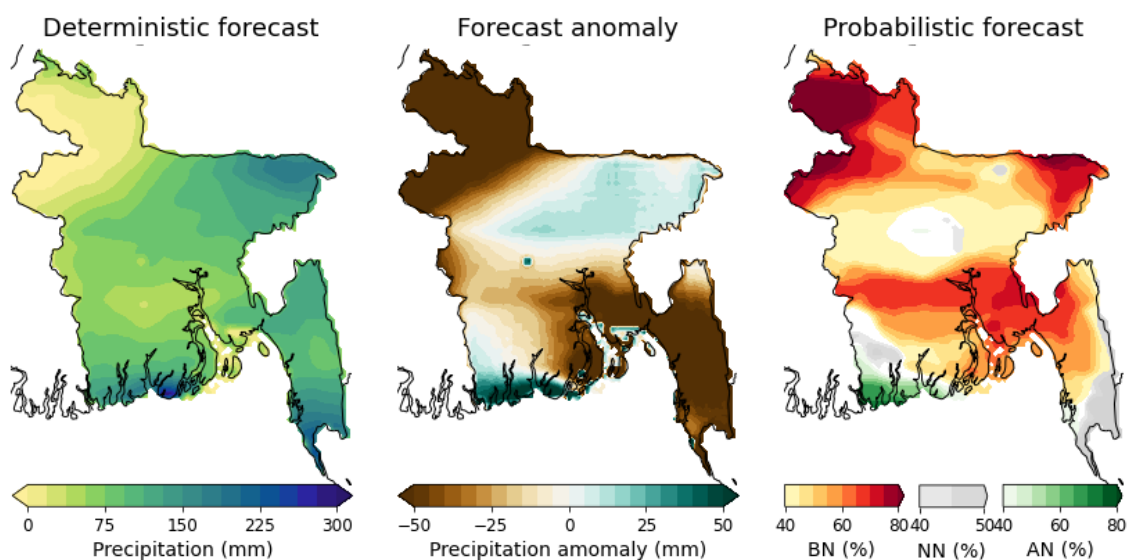 Deterministic forecast
Forecast anomaly
Probabilistic forecast
0 75 150 225 300
Precipitation (mm)
−50 −25 0 25 50
Precipitation amomaly (mm)
40 60 80
BN (%)
40 50
NN (%)
40 60 80
AN (%)